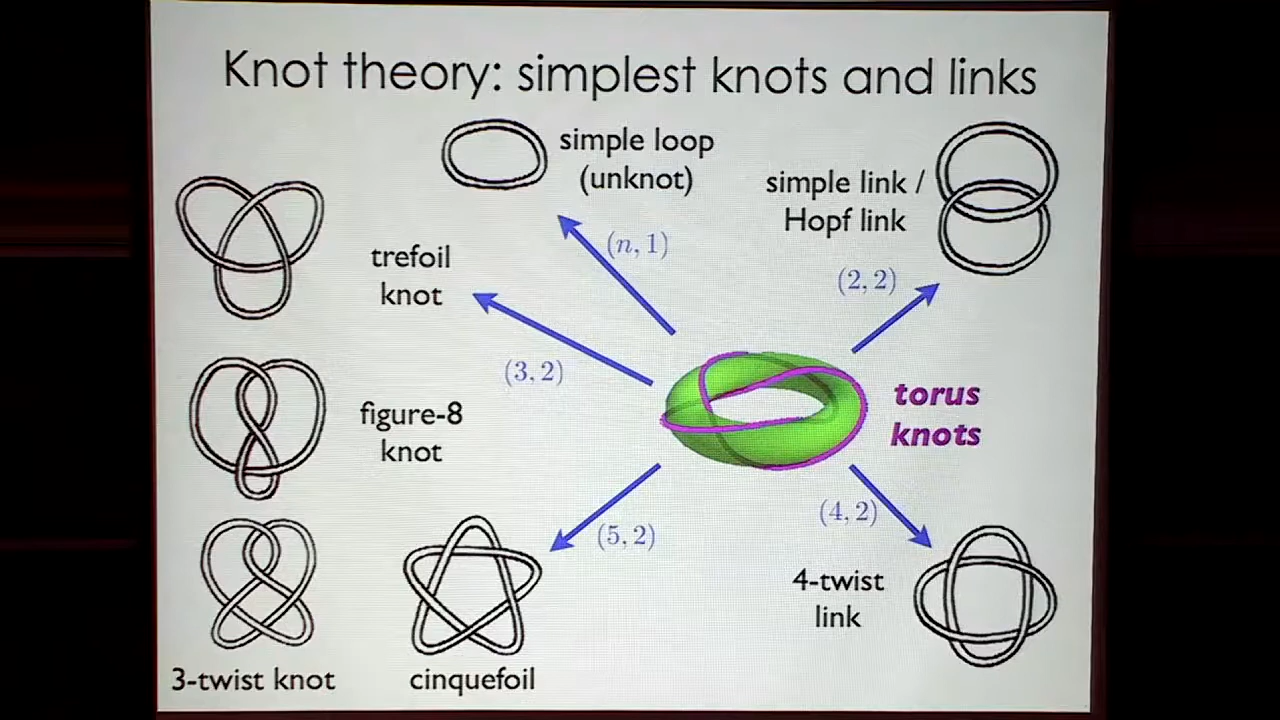 Knot theory: simplest knots and links
simple loop
(unknot)
simple link /
Hopf link
(n, 1)
(2, 2)
trefoil
knot
(3, 2)
figure-8
knot
torus
knots
(5, 2)
(4, 2)
4-twist
link
3-twist knot
cinquefoil